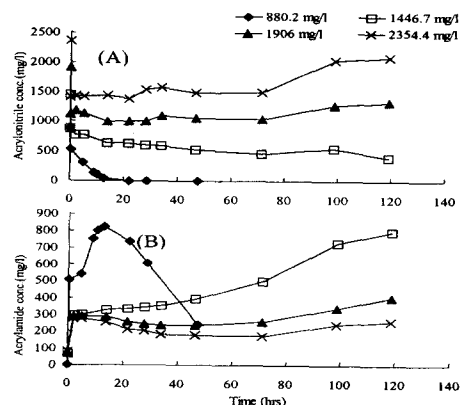 880.2 mg/l
1446.7 mg/l
1906 mg/l
2354.4 mg/l
Acrylonitrile conc.(mg/l)
2500
2000
1500
1000
500
0
(A)
0 20 40 60 80 100 120 140
Acrylamide conc (mg/l)
900
800
700
600
500
400
300
200
100
0
(B)
0 20 40 60 80 100 120 140
Time (hrs)